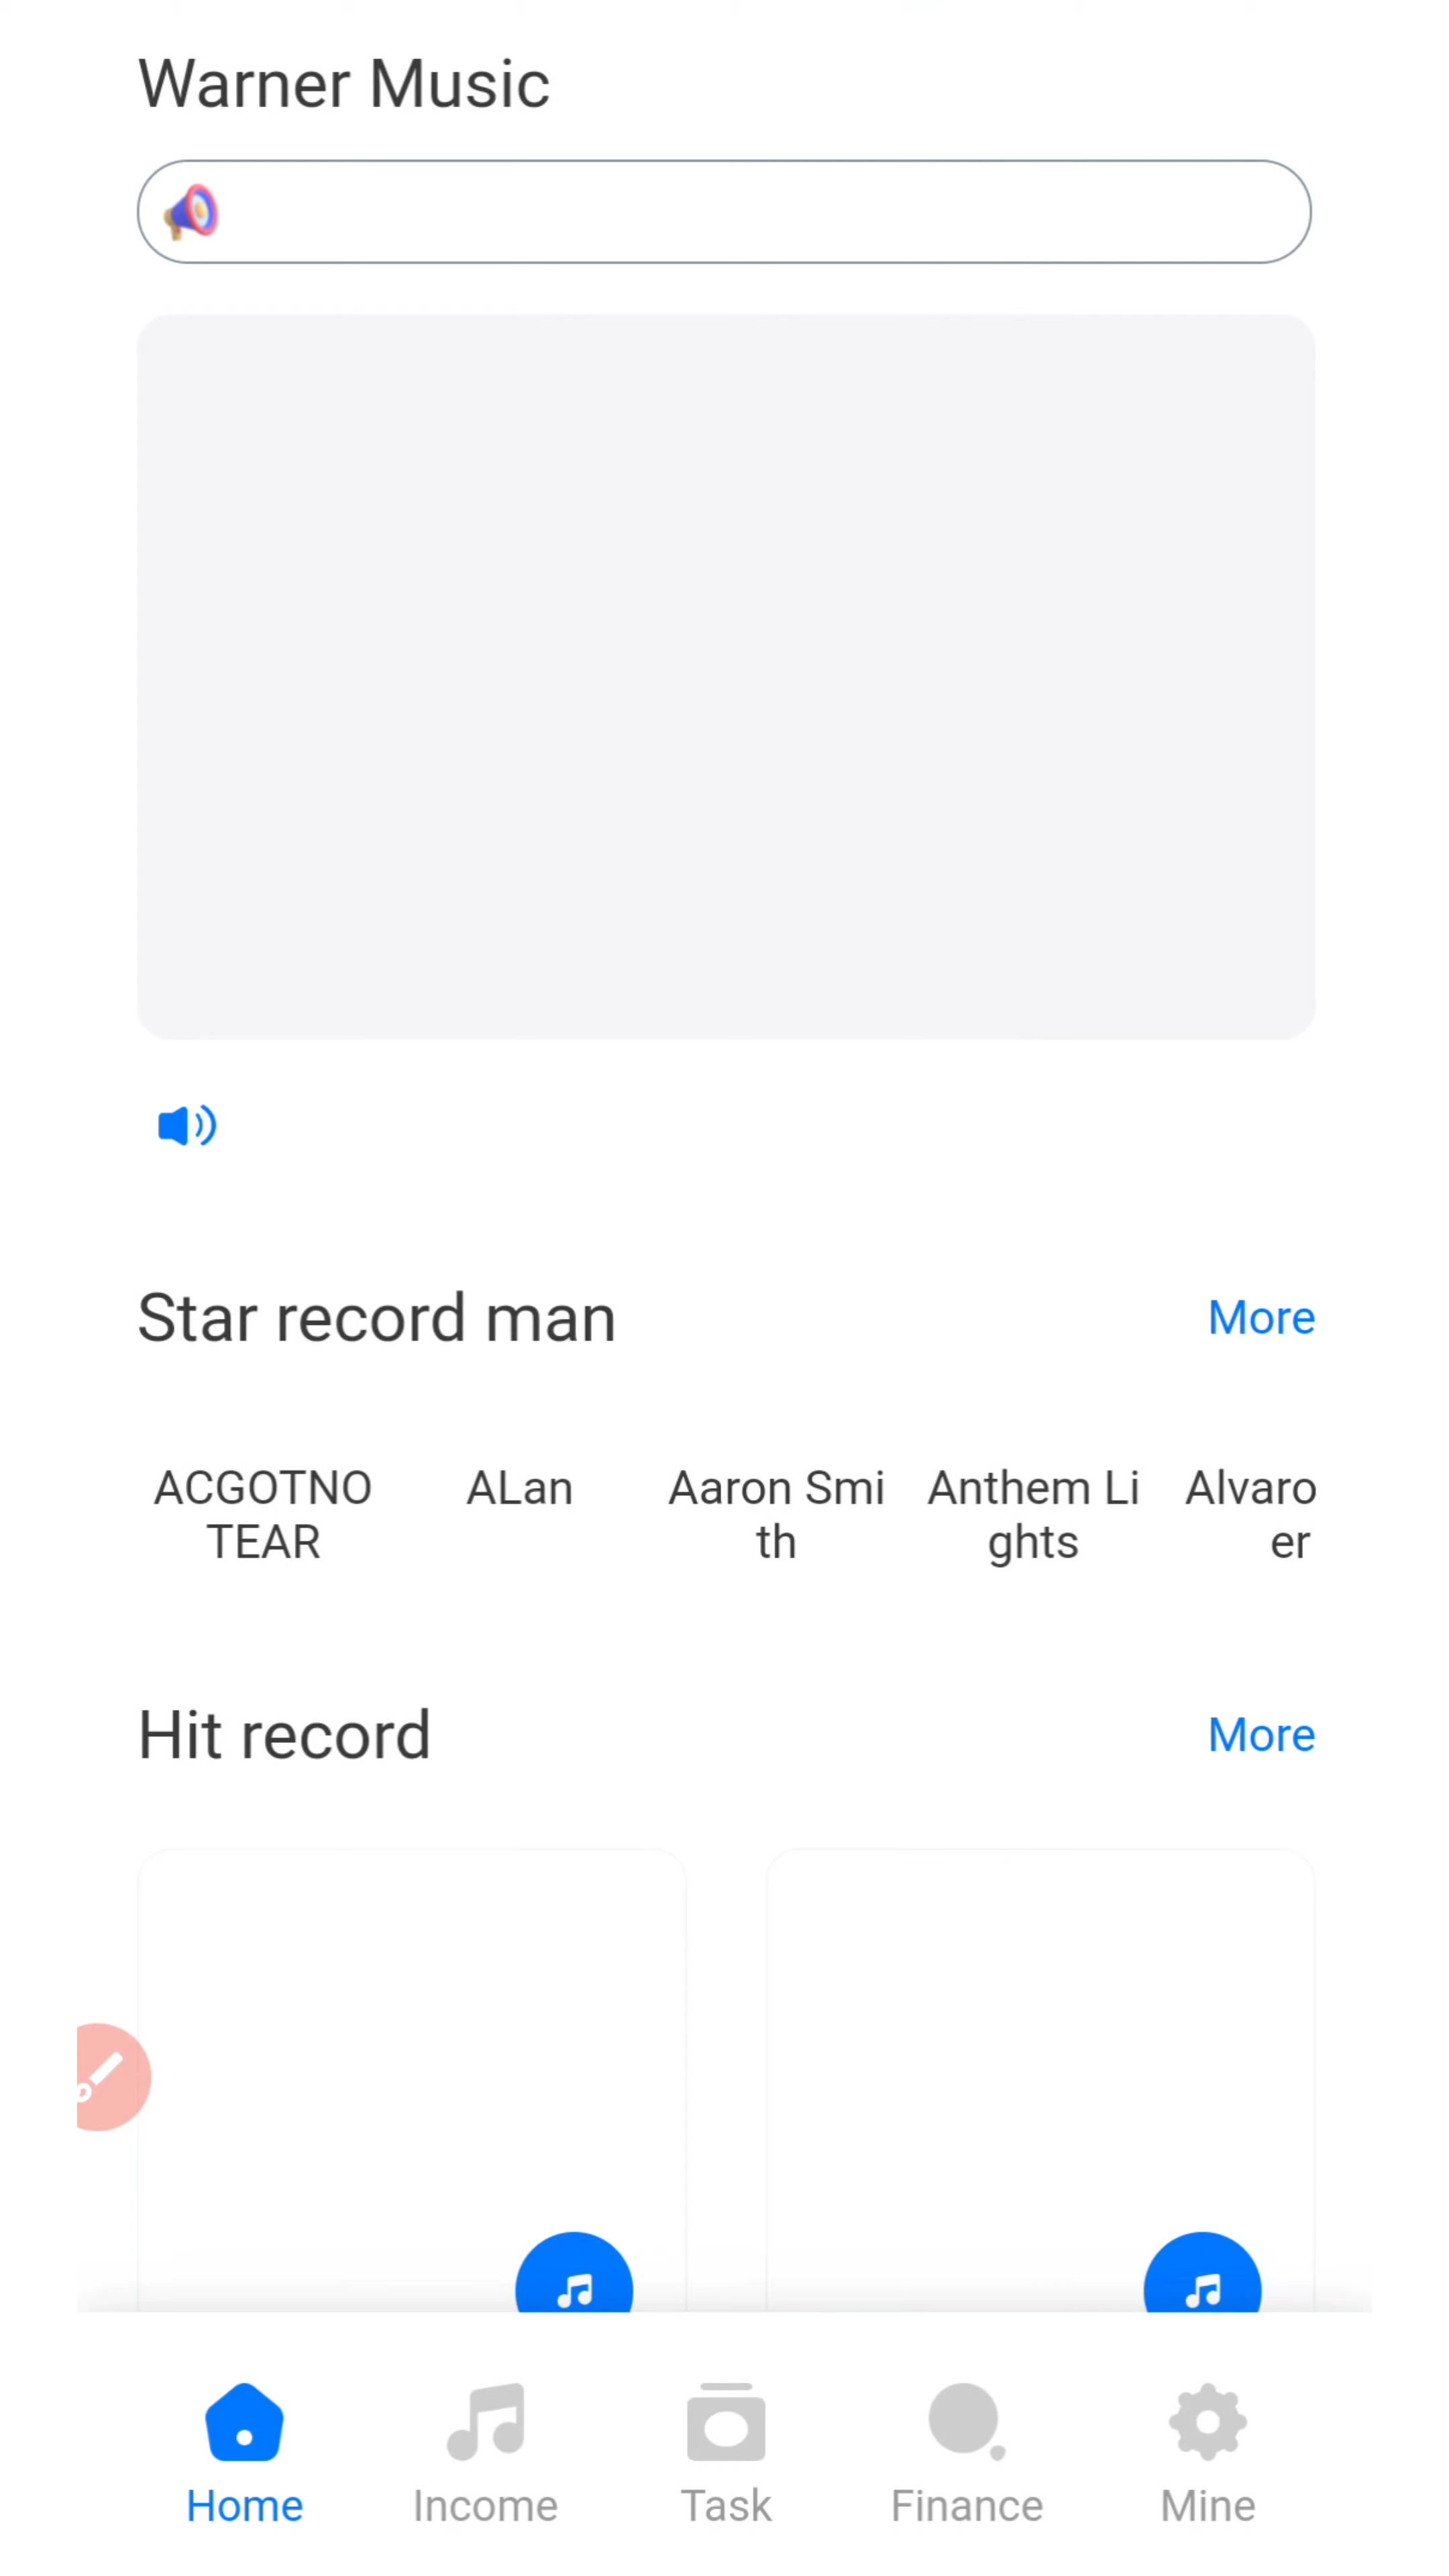 Warner Music
Star record man
More
ACGOTNO
TEAR
ALan
Aaron Smi
th
Anthem Li
ghts
Alvaro
er
Hit record
More
Home
Income
Task
Finance
Mine